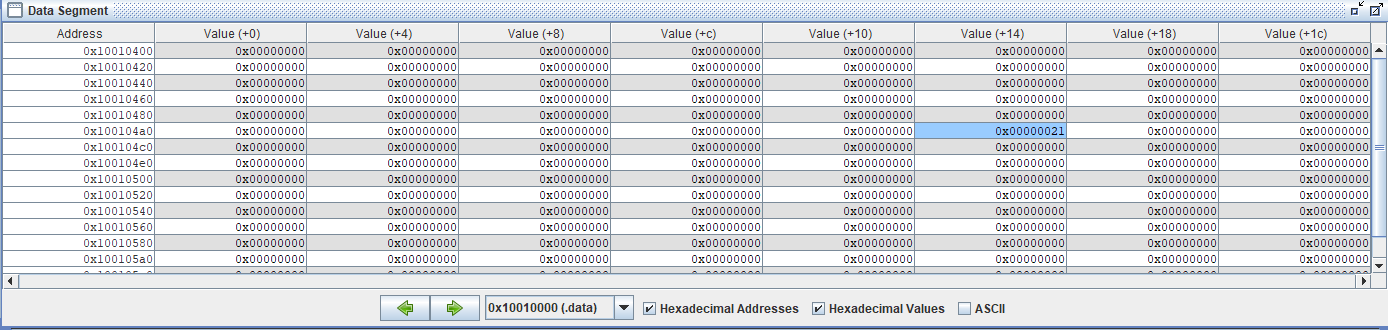 Data Segment
Address Value (+0) Value (+4) Value (+8) Value (+c) Value (+10) Value (+14) Value (+18) Value (+1c)
0x10010400 0x00000000 0x00000000 0x00000000 0x00000000 0x00000000 0x00000000 0x00000000 0x00000000
0x10010420 0x00000000 0x00000000 0x00000000 0x00000000 0x00000000 0x00000000 0x00000000 0x00000000
0x10010440 0x00000000 0x00000000 0x00000000 0x00000000 0x00000000 0x00000000 0x00000000 0x00000000
0x10010460 0x00000000 0x00000000 0x00000000 0x00000000 0x00000000 0x00000000 0x00000000 0x00000000
0x10010480 0x00000000 0x00000000 0x00000000 0x00000000 0x00000000 0x00000000 0x00000000 0x00000000
0x100104a0 0x00000000 0x00000000 0x00000000 0x00000000 0x00000000 0x00000021 0x00000000 0x00000000
0x100104c0 0x00000000 0x00000000 0x00000000 0x00000000 0x00000000 0x00000000 0x00000000 0x00000000
0x100104e0 0x00000000 0x00000000 0x00000000 0x00000000 0x00000000 0x00000000 0x00000000 0x00000000
0x10010500 0x00000000 0x00000000 0x00000000 0x00000000 0x00000000 0x00000000 0x00000000 0x00000000
0x10010520 0x00000000 0x00000000 0x00000000 0x00000000 0x00000000 0x00000000 0x00000000 0x00000000
0x10010540 0x00000000 0x00000000 0x00000000 0x00000000 0x00000000 0x00000000 0x00000000 0x00000000
0x10010560 0x00000000 0x00000000 0x00000000 0x00000000 0x00000000 0x00000000 0x00000000 0x00000000
0x10010580 0x00000000 0x00000000 0x00000000 0x00000000 0x00000000 0x00000000 0x00000000 0x00000000
0x100105a0 0x00000000 0x00000000 0x00000000 0x00000000 0x00000000 0x00000000 0x00000000 0x00000000
0x10010000 (.data) Hexadecimal Addresses Hexadecimal Values ASCII